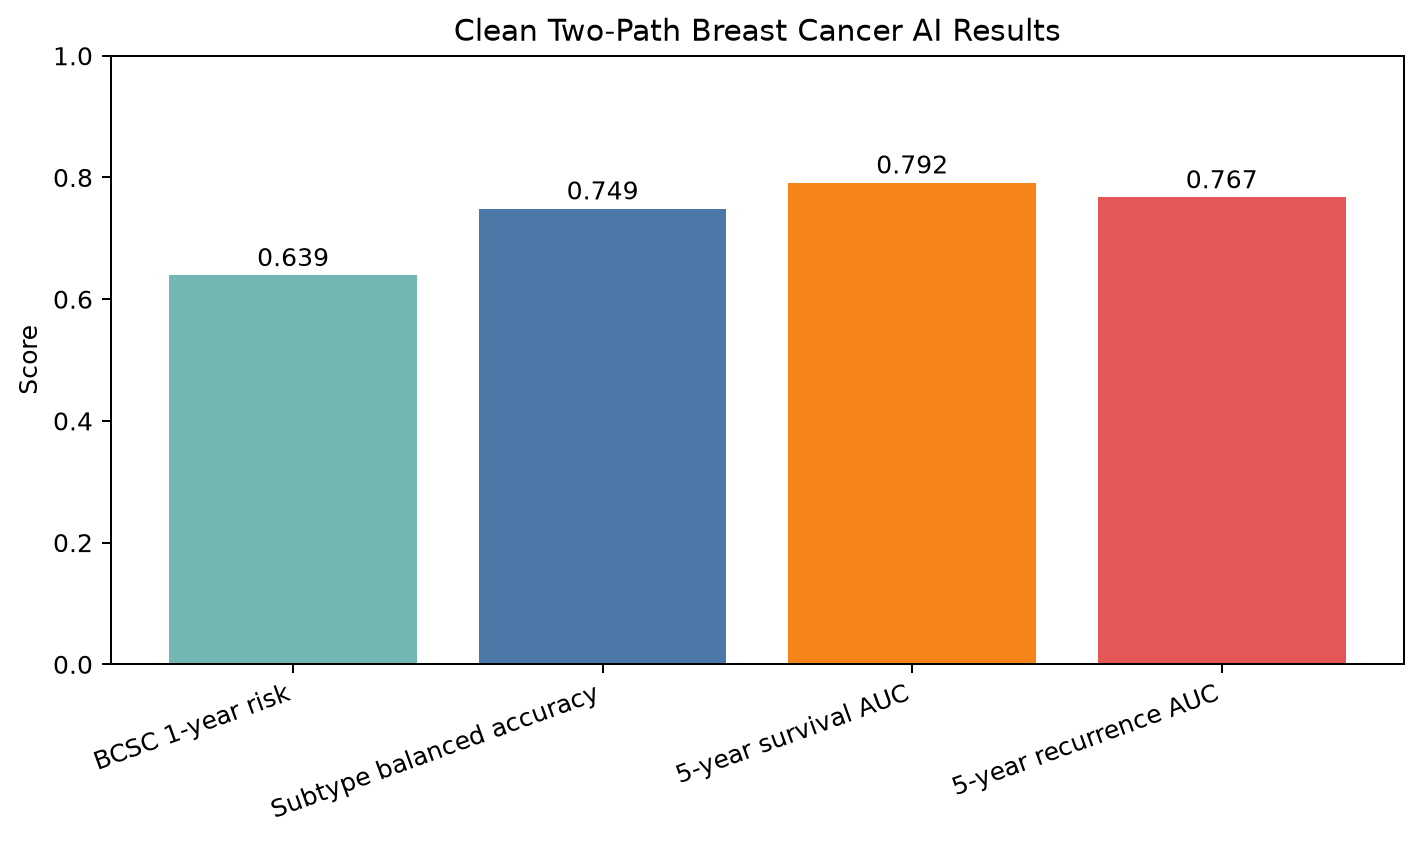 Clean Two-Path Breast Cancer AI Results
1.0
0.8
0.6
0.4
0.2
0.0
Score
0.639
0.749
0.792
0.767
BCSC 1-year risk
Subtype balanced accuracy
5-year survival AUC
5-year recurrence AUC